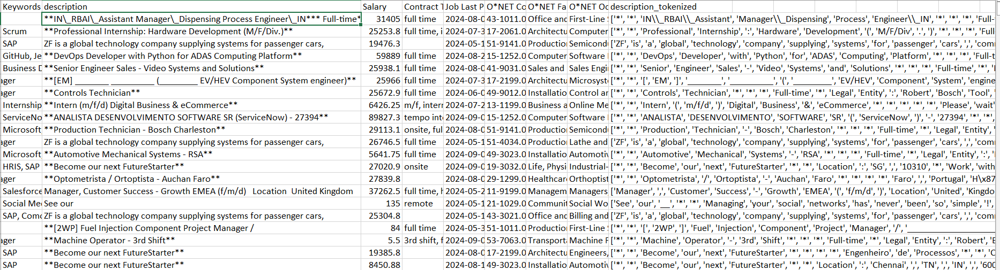 Keywords description Salary Contract T Job Last P O*NET Co O*NET Fa O*NET Oc description_tokenized
**IN\_RBAI\_Assistant Manager\_Dispensing Process Engineer\_IN*** Full-time* 31405 full time 2024-08-0 43-1011.0 Office and First-Line S ['*', '*', 'IN\\_RBAI\\_Assistant', 'Manager\\_Dispensing', 'Process', 'Engineer\\_IN', '*', '*', '*', 'Full-
Scrum **Professional Internship: Hardware Development (M/F/Div.)** 25253.8 full time, i 2024-07-3 17-2061.0 Architectu Computer ['*', '*', 'Professional', 'Internship', ':', 'Hardware', 'Development', '(', 'M/F/Div', '.', ')', '*', '*', '*', 'Full
SAP ZF is a global technology company supplying systems for passenger cars, 19476.3 2024-05-1 51-9141.0 Productio Semicond ['ZF', 'is', 'a', 'global', 'technology', 'company', 'supplying', 'systems', 'for', 'passenger', 'cars', ',', 'com
GitHub, Je **DevOps Developer with Python for ADAS Computing Platform** 59889 full time 2024-08-2 15-1252.0 Computer Software ['*', '*', 'DevOps', 'Developer', 'with', 'Python', 'for', 'ADAS', 'Computing', 'Platform', '*', '*', '*', 'Full-t
Business D **Senior Engineer Sales - Video Systems and Solutions** 25938.1 full time 2024-08-0 41-9031.0 Sales and Sales Engi ['*', '*', 'Senior', 'Engineer', 'Sales', '-', 'Video', 'Systems', 'and', 'Solutions', '*', '*', '*', 'Full-time', '*',
ager **[EM] _______ __________ (________ EV/HEV Component System engineer)** 25966 full time 2024-07-3 17-2199.0 Architectu Microsyst ['*', '*', '[', 'EM', ']', '_______', '__________', '(', '________', 'EV/HEV', 'Component', 'System', 'engine
ager **Controls Technician** 25672.9 full time 2024-06-0 49-9012.0 Installatio Control ar ['*', '*', 'Controls', 'Technician', '*', '*', '*', 'Full-time', '*', 'Legal', 'Entity', ':', 'Robert', 'Bosch', 'Tool',
Internship **Intern (m/f/d) Digital Business & eCommerce** 6426.25 m/f, intern 2024-07-2 13-1199.0 Business a Online Me ['*', '*', 'Intern', '(', 'm/f/d', ')', 'Digital', 'Business', '&', 'eCommerce', '*', '*', '*', '*', '*', 'Please', 'wait'
ServiceNo **ANALISTA DESENVOLVIMENTO SOFTWARE SR (ServiceNow) - 27394** 89827.3 tempo inte 2024-09-0 15-1252.0 Computer Software ['*', '*', 'ANALISTA', 'DESENVOLVIMENTO', 'SOFTWARE', 'SR', '(', 'ServiceNow', ')', '-', '27394', '*', '*',
Microsoft, **Production Technician - Bosch Charleston** 29113.1 onsite, ful 2024-08-0 51-9141.0 Productio Semicond ['*', '*', 'Production', 'Technician', '-', 'Bosch', 'Charleston', '*', '*', '*', 'Full-time', '*', 'Legal', 'Entity',
ager ZF is a global technology company supplying systems for passenger cars, 26746.5 full time 2024-05-1 51-4034.0 Productio Lathe and ['ZF', 'is', 'a', 'global', 'technology', 'company', 'supplying', 'systems', 'for', 'passenger', 'cars', ',', 'com
Microsoft, **Automotive Mechanical Systems - RSA** 5641.75 full time 2024-09-0 49-3023.0 Installatio Automotiv ['*', '*', 'Automotive', 'Mechanical', 'Systems', '-', 'RSA', '*', '*', '*', 'Full-time', '*', 'Legal', 'Entity', ':',
HRIS, SAP **Become our next FutureStarter** 27020.9 onsite 2024-09-0 19-3032.0 Life, Physi Industrial- ['*', '*', 'Become', 'our', 'next', 'FutureStarter', '*', '*', 'Location', ':', 'SG', ',', '10310', '*', 'Work', 'with
ager **Optometrista / Ortoptista - Auchan Faro** 27839.8 2024-08-0 29-1299.0 Healthcar Orthoptist ['*', '*', 'Optometrista', '/', 'Ortoptista', '-', 'Auchan', 'Faro', '*', '*', '*', '*', 'Faro', ',', 'Portugal', 'H\x87
Salesforce Manager, Customer Success - Growth EMEA (f/m/d) Location United Kingdom 37262.5 full time, h 2024-05-2 11-9199.0 Managem Managers ['Manager', ',', 'Customer', 'Success', '-', 'Growth', 'EMEA', '(', 'f/m/d', ')', 'Location', 'United', 'Kingdo
Social Med See our 135 remote 2024-05-1 21-1029.0 Communit Social Wo ['See', 'our', '__', '*', '*', 'Managing', 'your', 'social', 'networks', 'has', 'never', 'been', 'so', 'simple', '!',
SAP, Como ZF is a global technology company supplying systems for passenger cars, 25304.8 2024-05-1 43-3021.0 Office and Billing and ['ZF', 'is', 'a', 'global', 'technology', 'company', 'supplying', 'systems', 'for', 'passenger', 'cars', ',', 'com
**[2WP] Fuel Injection Component Project Manager / 84 full time 2024-05-3 51-1011.0 Productio First-Line S ['*', '*', '[', '2WP', ']', 'Fuel', 'Injection', 'Component', 'Project', 'Manager', '/', '__________________
ager **Machine Operator - 3rd Shift** 5.5 3rd shift, f 2024-09-0 53-7063.0 Transport Machine F ['*', '*', 'Machine', 'Operator', '-', '3rd', 'Shift', '*', '*', '*', 'Full-time', '*', 'Legal', 'Entity', ':', 'Robert', 'B
SAP **Become our next FutureStarter** 19385.8 2024-08-0 17-2199.0 Architectu Engineers, ['*', '*', 'Become', 'our', 'next', 'FutureStarter', '*', '*', '*', '*', 'Engenheiro', 'de', 'Processos', '*', '*', 'C
SAP **Become our next FutureStarter** 8450.88 2024-08-1 49-3023.0 Installatio Automotiv ['*', '*', 'Become', 'our', 'next', 'FutureStarter', '*', '*', 'Location', ':', 'Chennai', ',', 'TN', ',', 'IN', ',', '600